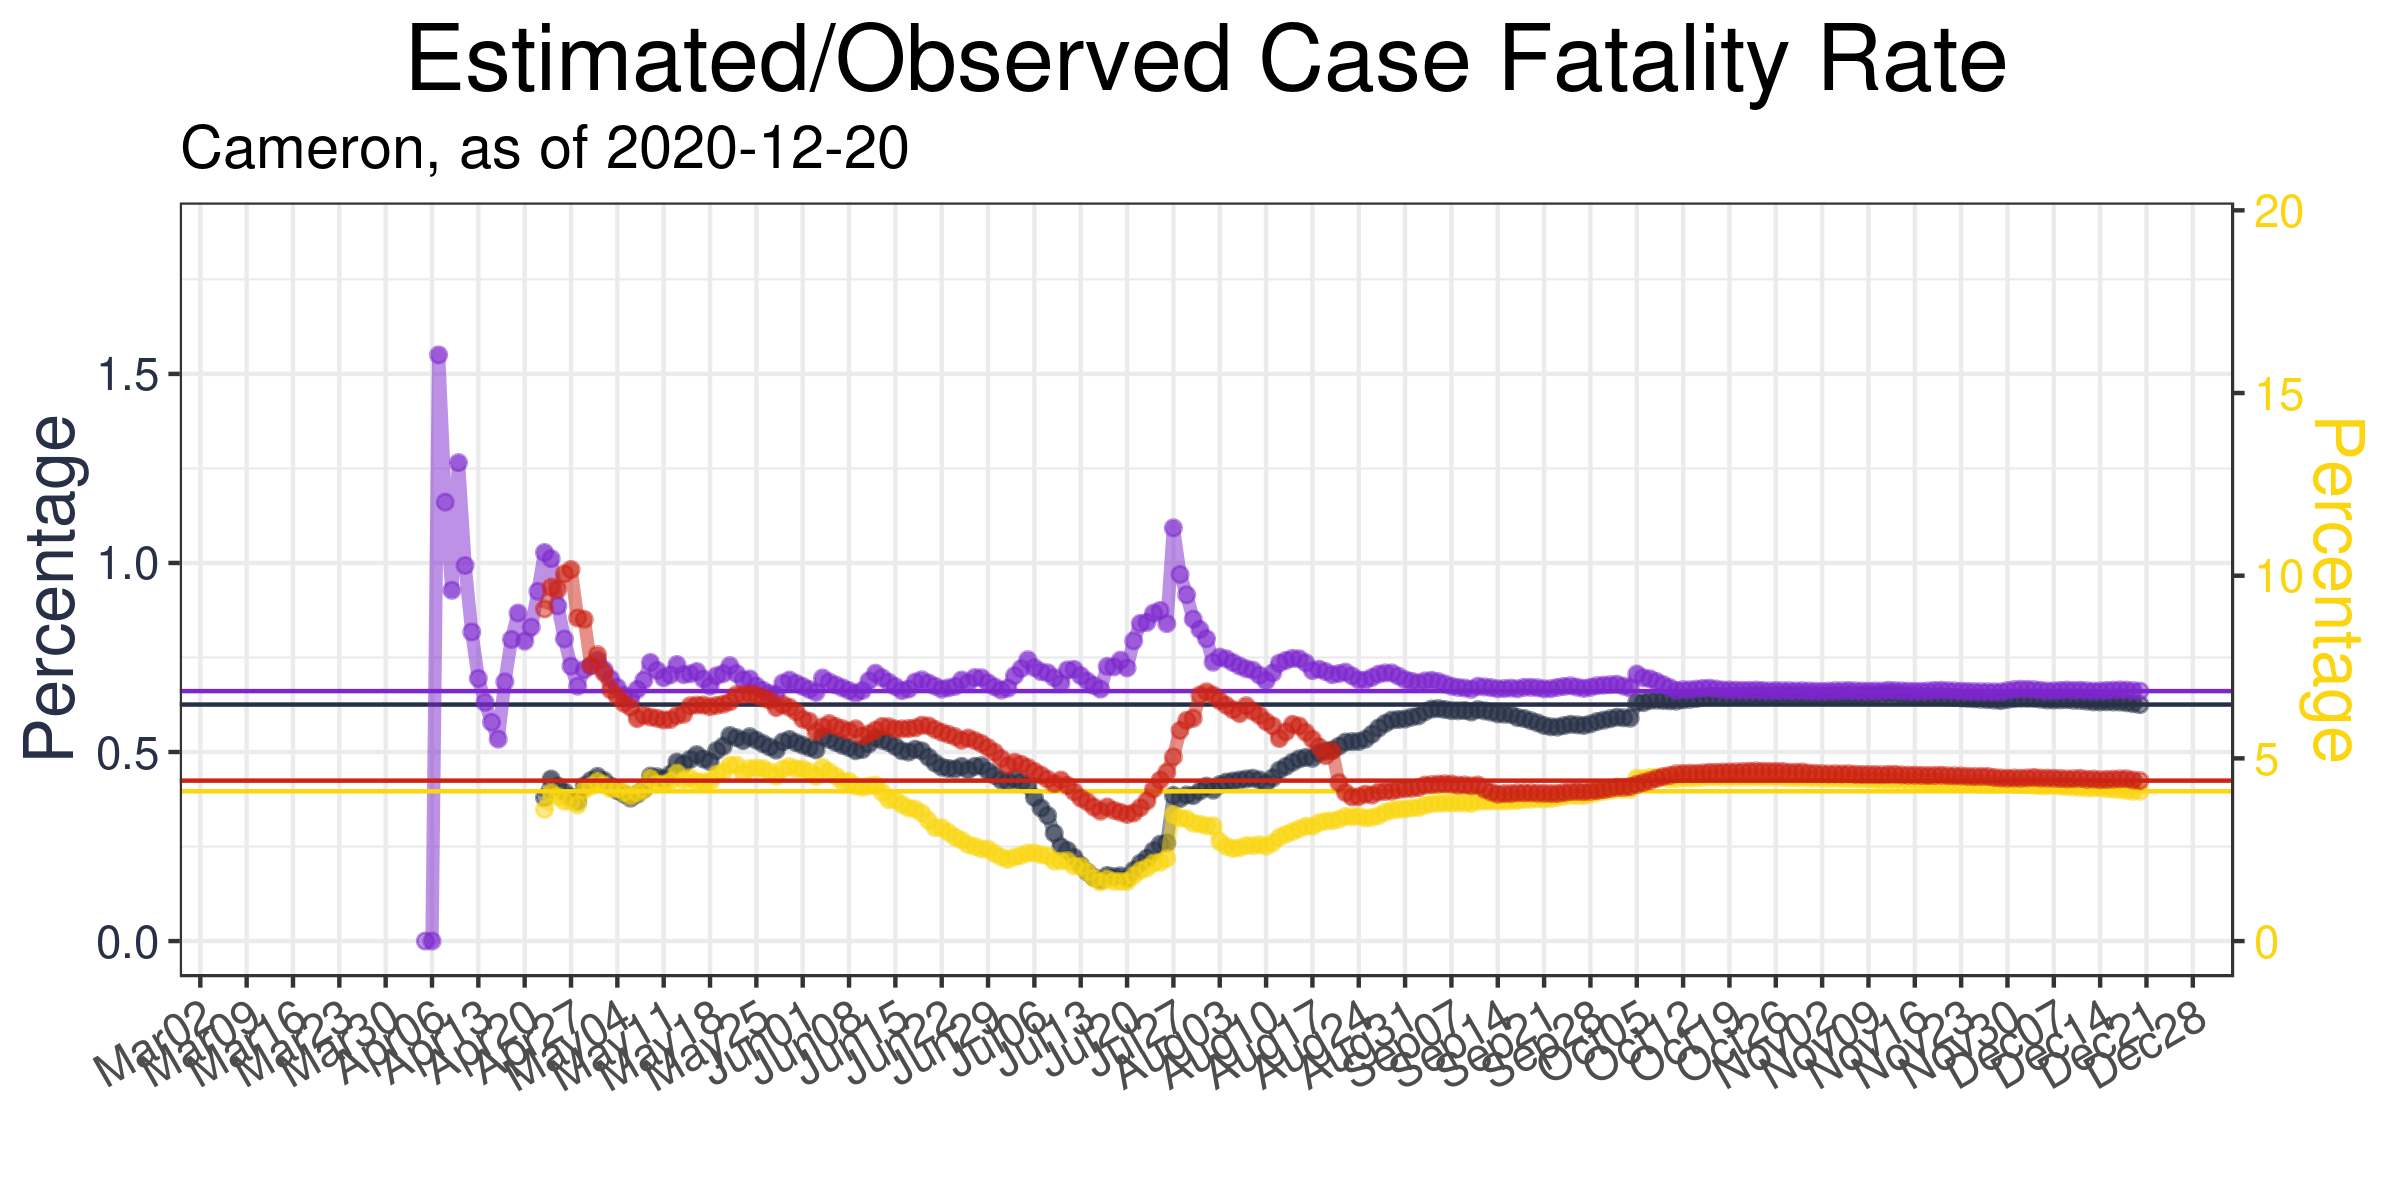 Estimated/Observed Case Fatality Rate
Cameron, as of 2020-12-20
Percentage
1.5
1.0
0.5
0.0
20
15
10
5
0
Percentage
Mar02
Mar09
Mar16
Mar23
Mar30
Apr06
Apr13
Apr20
Apr27
May04
May11
May18
May25
Jun01
Jun08
Jun15
Jun22
Jun29
Jul06
Jul13
Jul20
Jul27
Aug03
Aug10
Aug17
Aug24
Aug31
Sep07
Sep14
Sep21
Sep28
Oct05
Oct12
Oct19
Oct26
Nov02
Nov09
Nov16
Nov23
Nov30
Dec07
Dec14
Dec21
Dec28